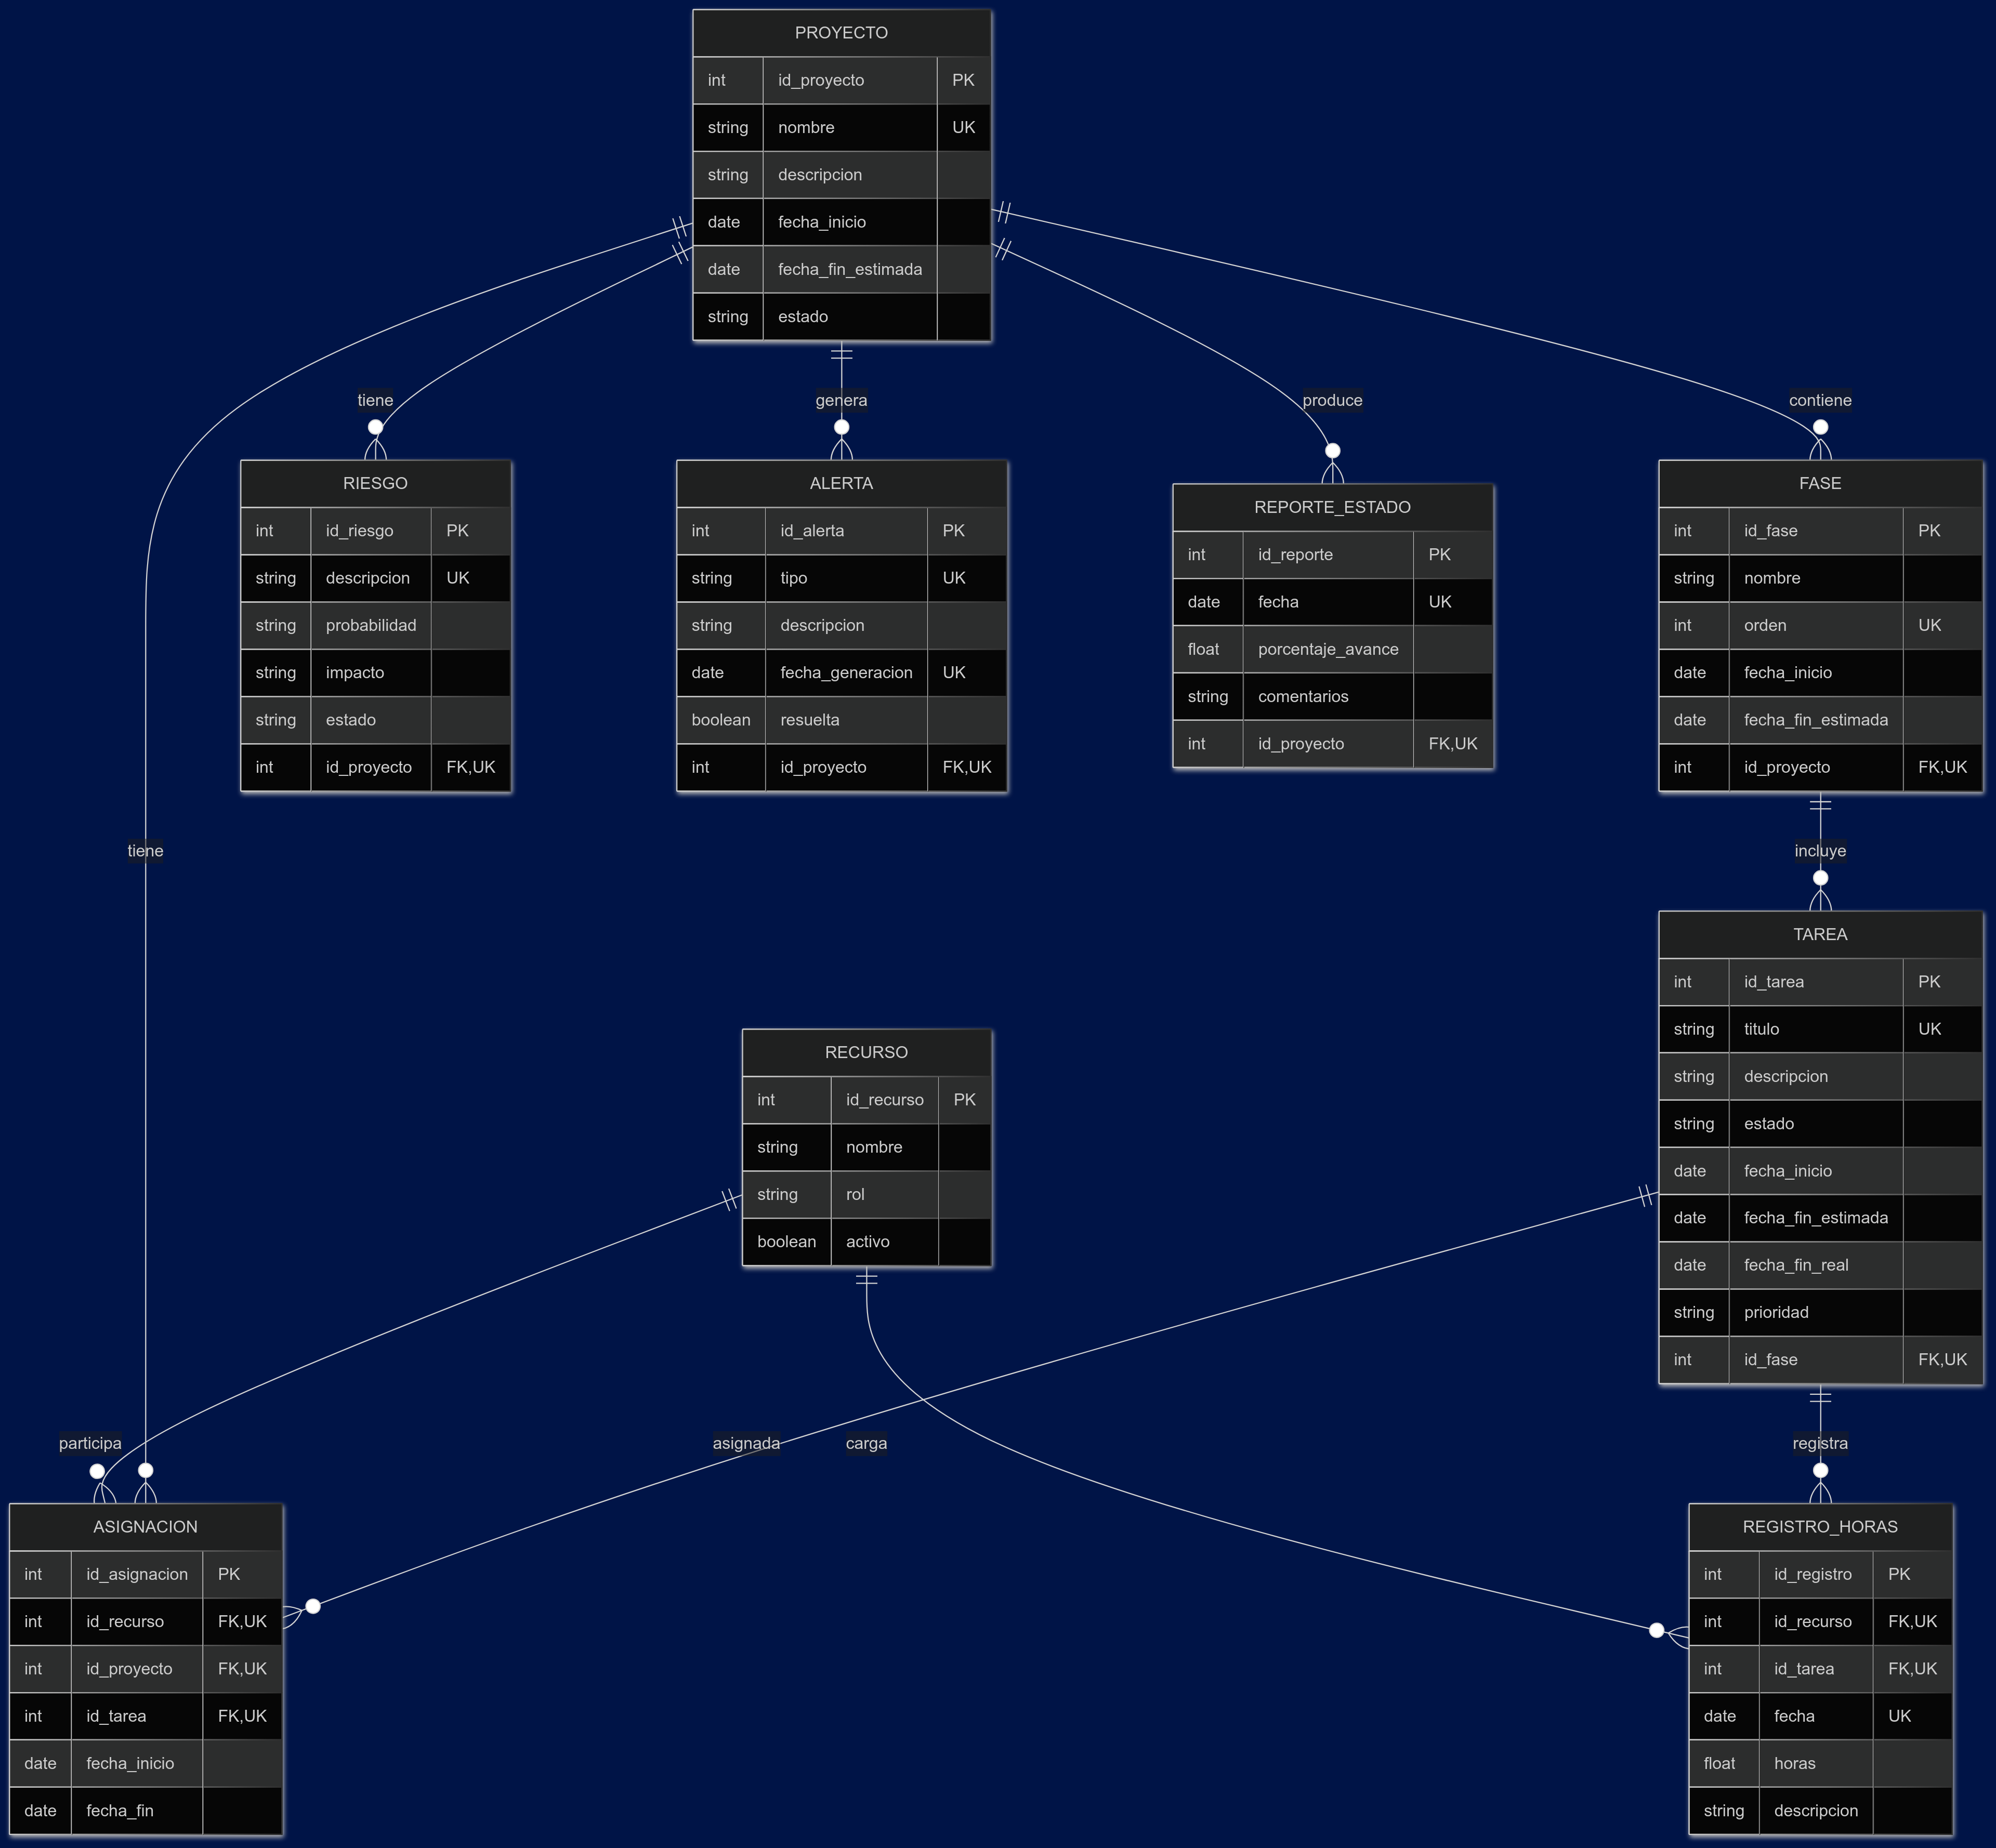 PROYECTO
int id_proyecto PK
string nombre UK
string descripcion
date fecha_inicio
date fecha_fin_estimada
string estado
tiene
genera
produce
contiene
RIESGO
int id_riesgo PK
string descripcion UK
string probabilidad
string impacto
string estado
int id_proyecto FK,UK
ALERTA
int id_alerta PK
string tipo UK
string descripcion
date fecha_generacion UK
boolean resuelta
int id_proyecto FK,UK
REPORTE_ESTADO
int id_reporte PK
date fecha UK
float porcentaje_avance
string comentarios
int id_proyecto FK,UK
FASE
int id_fase PK
string nombre
int orden UK
date fecha_inicio
date fecha_fin_estimada
int id_proyecto FK,UK
tiene
incluye
RECURSO
int id_recurso PK
string nombre
string rol
boolean activo
TAREA
int id_tarea PK
string titulo UK
string descripcion
string estado
date fecha_inicio
date fecha_fin_estimada
date fecha_fin_real
string prioridad
int id_fase FK,UK
participa
asignada
carga
registra
ASIGNACION
int id_asignacion PK
int id_recurso FK,UK
int id_proyecto FK,UK
int id_tarea FK,UK
date fecha_inicio
date fecha_fin
REGISTRO_HORAS
int id_registro PK
int id_recurso FK,UK
int id_tarea FK,UK
date fecha UK
float horas
string descripcion